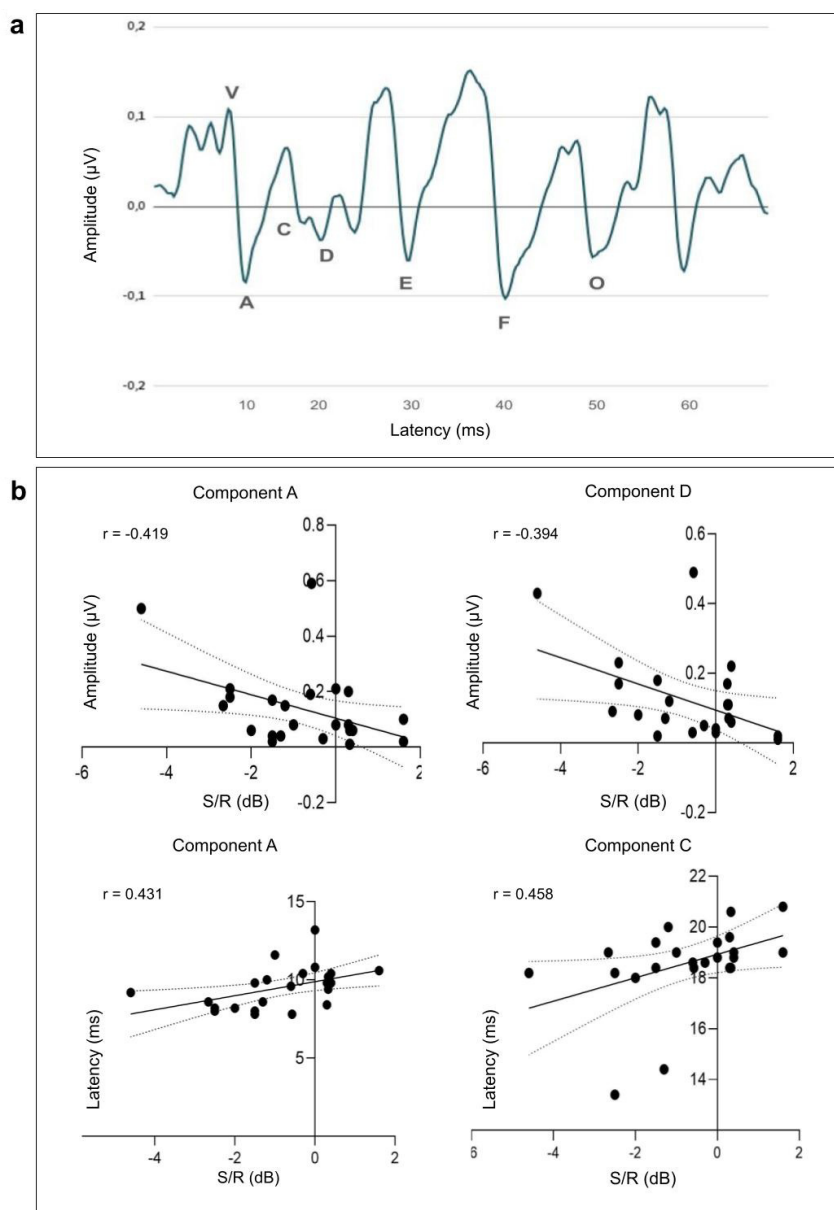 a
0,2
V
0,1
Amplitude (µV)
0,0
C
D
E
A
O
-0,1
F
-0,2
10 20 30 40 50 60
Latency (ms)
b
Component A
r = -0.419
0.8
0.6
0.4
0.2
-0.2
Amplitude (µV)
-6 -4 -2 0 2
S/R (dB)
Component D
r = -0.394
0.6
0.4
0.2
-0.2
Amplitude (µV)
-6 -4 -2 0 2
S/R (dB)
Component A
r = 0.431
15
10
5
Latency (ms)
-4 -2 0 2
S/R (dB)
Component C
r = 0.458
22
20
18
16
14
Latency (ms)
6 -4 -2 0 2
S/R (dB)